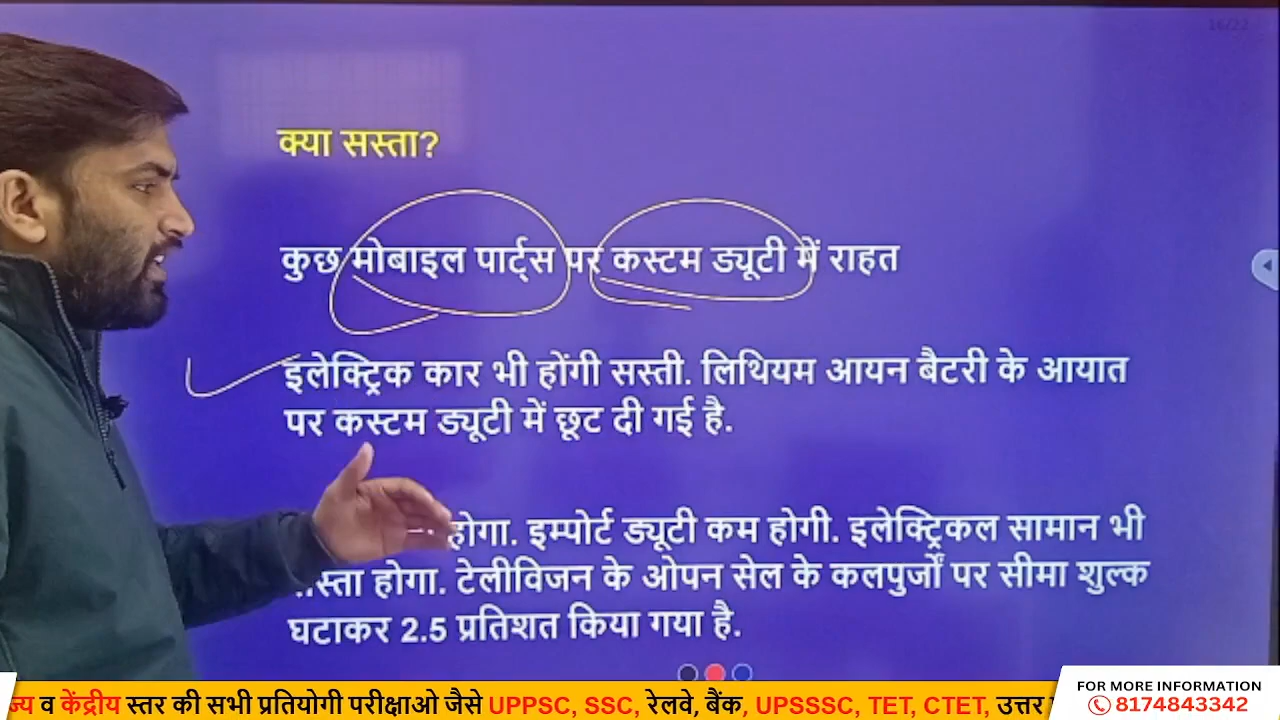 16/22
क्या सस्ता?
कुछ मोबाइल पार्ट्स पर कस्टम ड्यूटी में राहत
इलेक्ट्रिक कार भी होंगी सस्ती. लिथियम आयन बैटरी के आयात
पर कस्टम ड्यूटी में छूट दी गई है.
होगा. इम्पोर्ट ड्यूटी कम होगी. इलेक्ट्रिकल सामान भी
होगा. टेलीविजन के ओपन सेल के कलपुर्जों पर सीमा शुल्क
घटाकर 2.5 प्रतिशत किया गया है.
व केंद्रीय स्तर की सभी प्रतियोगी परीक्षाओ जैसे UPPSC, SSC, रेलवे, बैंक, UPSSSC, TET, CTET, उत्तर
FOR MORE INFORMATION
8174843342